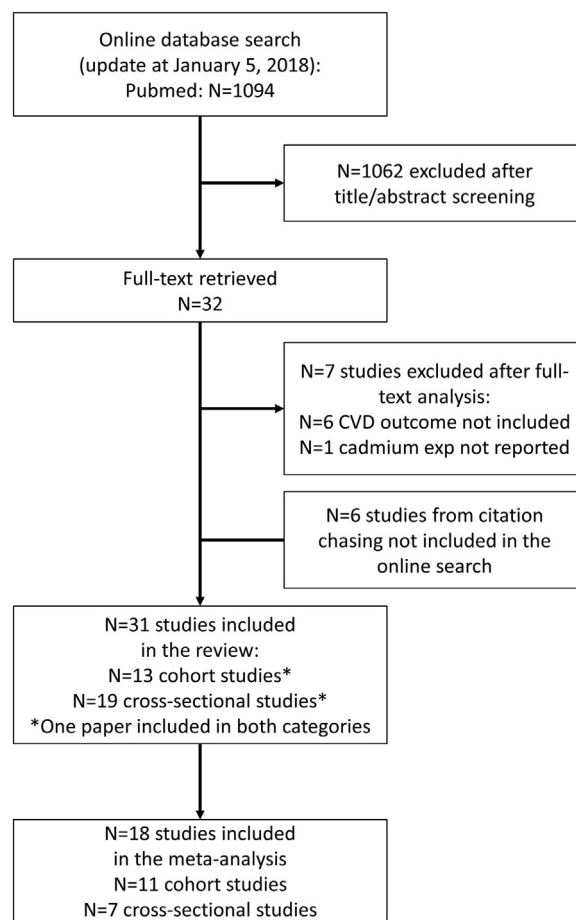 Online database search
(update at January 5, 2018):
Pubmed: N=1094
N=1062 excluded after
title/abstract screening
Full-text retrieved
N=32
N=7 studies excluded after full-
text analysis:
N=6 CVD outcome not included
N=1 cadmium exp not reported
N=6 studies from citation
chasing not included in the
online search
N=31 studies included
in the review:
N=13 cohort studies*
N=19 cross-sectional studies*
*One paper included in both categories
N=18 studies included
in the meta-analysis
N=11 cohort studies
N=7 cross-sectional studies